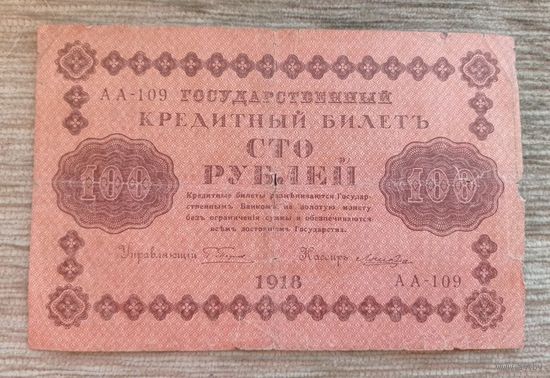 АА-109 ГОСУДАРСТВЕННЫЙ
КРЕДИТНЫЙ БИЛЕТЪ
100 СТО 100
РУБЛЕЙ
Кредитные билеты размѣниваются Государ-
ственнымъ Банкомъ на золотую монету
безъ ограниченія суммы и обезпечиваются
всѣмъ достояніемъ Государства.
Управляющій
Кассиръ
1918 АА-109